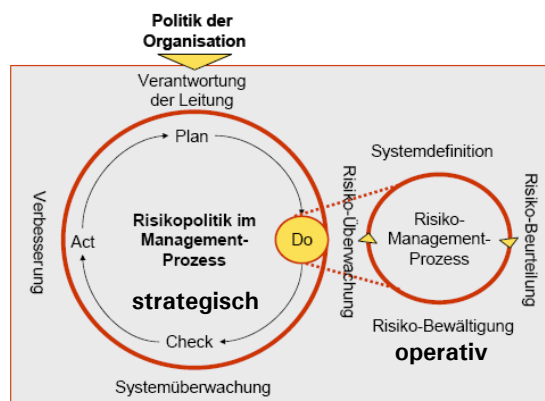 Politik der
Organisation
Verantwortung
der Leitung
Plan
Systemdefinition
Verbesserung
Act
Risikopolitik im
Management-
Prozess
Do
Risiko-Überwachung
Risiko-
Management-
Prozess
Risiko-Beurteilung
strategisch
Check
Risiko-Bewältigung
operativ
Systemüberwachung